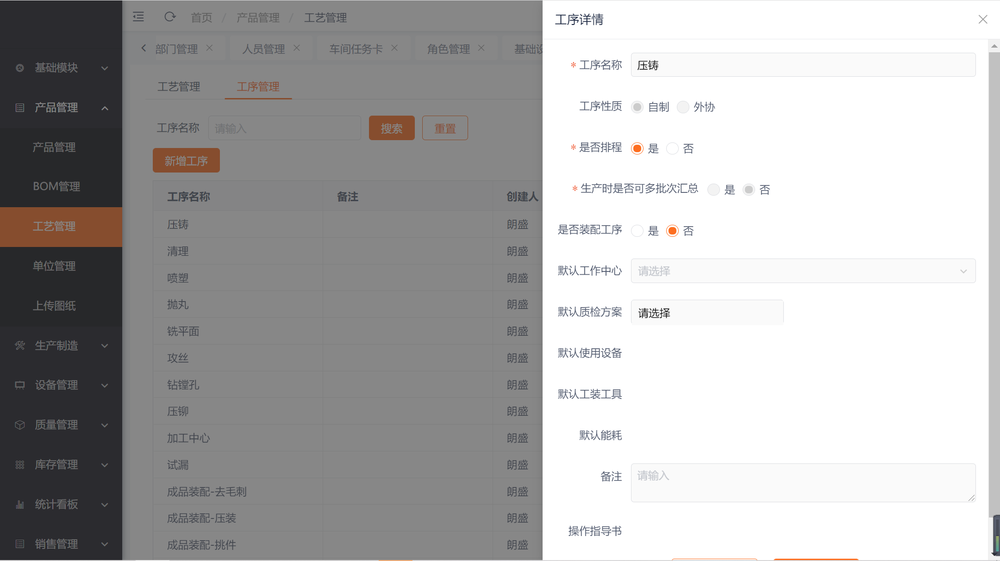 首页 / 产品管理 / 工艺管理
部门管理
人员管理
车间任务卡
角色管理
基础设
基础模块
产品管理
产品管理
BOM管理
工艺管理
单位管理
上传图纸
生产制造
设备管理
质量管理
库存管理
统计看板
销售管理
工艺管理
工序管理
工序名称 请输入 搜索 重置
新增工序
工序名称 备注 创建人
压铸 朗盛
清理 朗盛
喷塑 朗盛
抛丸 朗盛
铣平面 朗盛
攻丝 朗盛
钻镗孔 朗盛
压铆 朗盛
加工中心 朗盛
试漏 朗盛
成品装配-去毛刺 朗盛
成品装配-压装 朗盛
成品装配-挑件 朗盛
工序详情
* 工序名称 压铸
工序性质 自制 外协
* 是否排程 是 否
* 生产时是否可多批次汇总 是 否
是否装配工序 是 否
默认工作中心 请选择
默认质检方案 请选择
默认使用设备
默认工装工具
默认能耗
备注 请输入
操作指导书